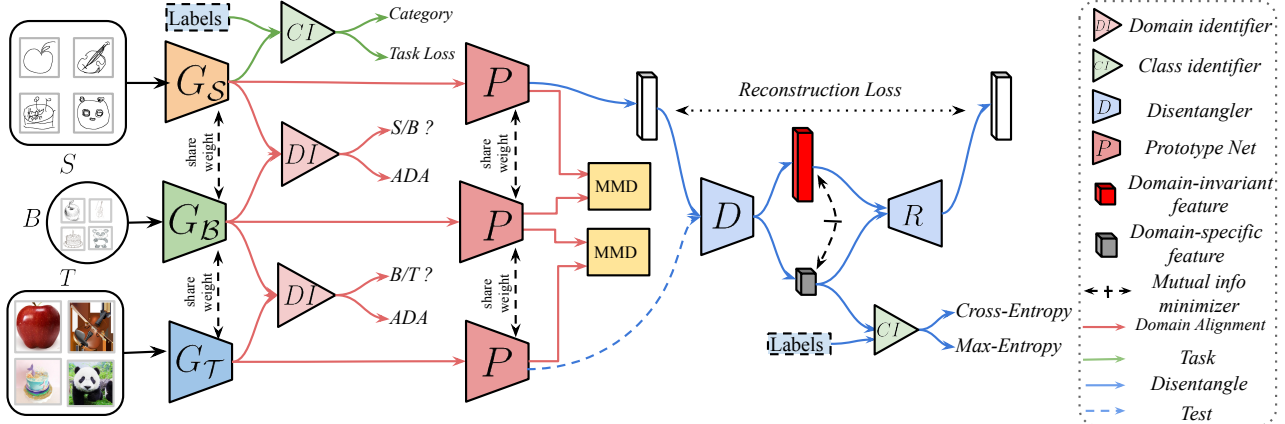 Labels
CI
Category
Task Loss
G_S
S
share weight
DI
S/B ?
ADA
B
G_B
T
share weight
DI
B/T ?
ADA
G_T
P
share weight
P
share weight
P
MMD
MMD
Reconstruction Loss
D
R
Labels
CI
Cross-Entropy
Max-Entropy
DI
Domain identifier
CI
Class identifier
D
Disentangler
P
Prototype Net
Domain-invariant
feature
Domain-specific
feature
Mutual info
minimizer
Domain Alignment
Task
Disentangle
Test